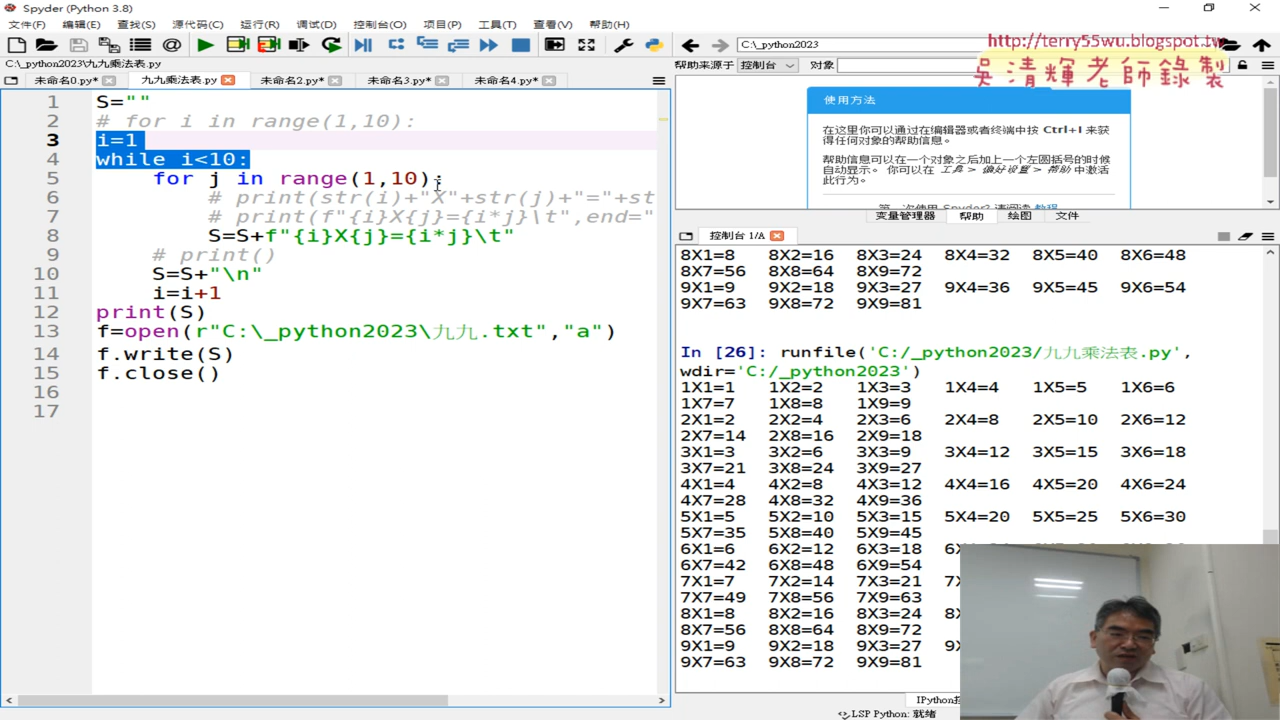 Spyder (Python 3.8)
文件(F) 编辑(E) 查找(S) 源代码(C) 运行(R) 调试(D) 控制台(O) 项目(P) 工具(T) 查看(V) 帮助(H)
C:\_python2023
http://terry55wu.blogspot.tw
吳清輝老師錄製
C:\_python2023\九九乘法表.py
未命名0.py* 九九乘法表.py 未命名2.py* 未命名3.py* 未命名4.py*
帮助来源于 控制台 对象
1 S=""
2 # for i in range(1,10):
3 i=1
4 while i<10:
5 for j in range(1,10):
6 # print(str(i)+"X"+str(j)+"="+st
7 # print(f"{i}X{j}={i*j}\t",end="
8 S=S+f"{i}X{j}={i*j}\t"
9 # print()
10 S=S+"\n"
11 i=i+1
12 print(S)
13 f=open(r"C:\_python2023\九九.txt","a")
14 f.write(S)
15 f.close()
16
17
使用方法
在这里你可以通过在编辑器或者终端中按 Ctrl+I 来获
得任何对象的帮助信息。
帮助信息可以在一个对象之后加上一个左圆括号的时候
自动显示。 你可以在 工具 > 偏好设置 > 帮助 中激活
此行为。
第一次使用 Spyder? 请阅读 教程
变量管理器 帮助 绘图 文件
控制台 1/A
8X1=8 8X2=16 8X3=24 8X4=32 8X5=40 8X6=48
8X7=56 8X8=64 8X9=72
9X1=9 9X2=18 9X3=27 9X4=36 9X5=45 9X6=54
9X7=63 9X8=72 9X9=81
In [26]: runfile('C:/_python2023/九九乘法表.py',
wdir='C:/_python2023')
1X1=1 1X2=2 1X3=3 1X4=4 1X5=5 1X6=6
1X7=7 1X8=8 1X9=9
2X1=2 2X2=4 2X3=6 2X4=8 2X5=10 2X6=12
2X7=14 2X8=16 2X9=18
3X1=3 3X2=6 3X3=9 3X4=12 3X5=15 3X6=18
3X7=21 3X8=24 3X9=27
4X1=4 4X2=8 4X3=12 4X4=16 4X5=20 4X6=24
4X7=28 4X8=32 4X9=36
5X1=5 5X2=10 5X3=15 5X4=20 5X5=25 5X6=30
5X7=35 5X8=40 5X9=45
6X1=6 6X2=12 6X3=18
6X7=42 6X8=48 6X9=54
7X1=7 7X2=14 7X3=21
7X7=49 7X8=56 7X9=63
8X1=8 8X2=16 8X3=24
8X7=56 8X8=64 8X9=72
9X1=9 9X2=18 9X3=27
9X7=63 9X8=72 9X9=81
LSP Python: 就绪